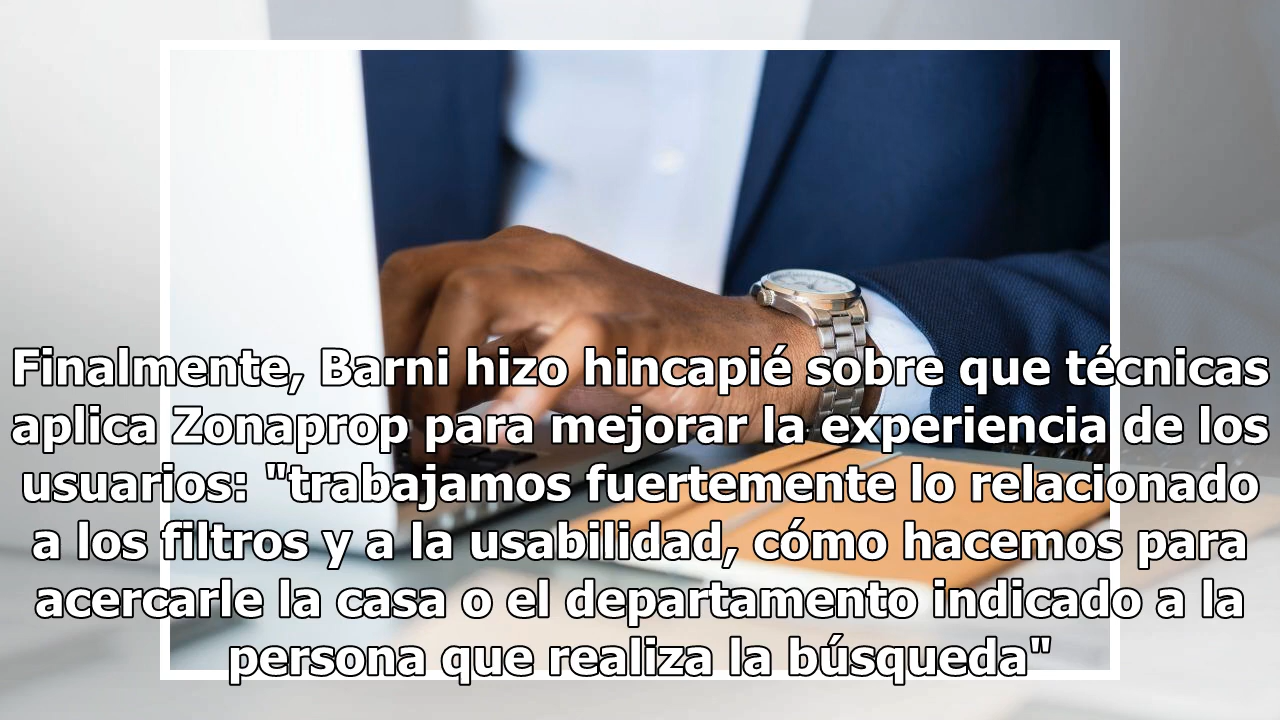 Finalmente, Barni hizo hincapié sobre que técnicas
aplica Zonaprop para mejorar la experiencia de los
usuarios: "trabajamos fuertemente lo relacionado
a los filtros y a la usabilidad, cómo hacemos para
acercarle la casa o el departamento indicado a la
persona que realiza la búsqueda"